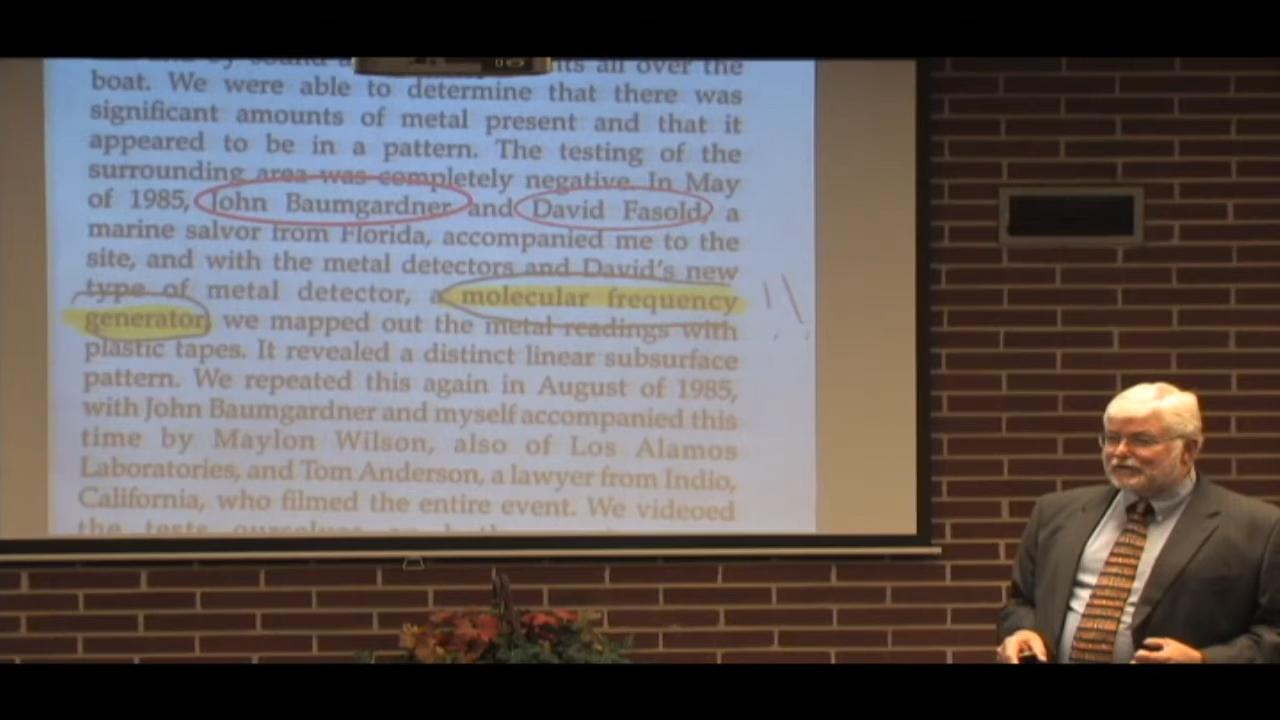 boat. We were able to determine that there was
significant amounts of metal present and that it
appeared to be in a pattern. The testing of the
surrounding area was completely negative. In May
of 1985, John Baumgardner and David Fasold, a
marine salvor from Florida, accompanied me to the
site, and with the metal detectors and David's new
type of metal detector, a molecular frequency
generator, we mapped out the metal readings with
plastic tapes. It revealed a distinct linear subsurface
pattern. We repeated this again in August of 1985,
with John Baumgardner and myself accompanied this
time by Maylon Wilson, also of Los Alamos
Laboratories, and Tom Anderson, a lawyer from Indio,
California, who filmed the entire event. We videoed
the tests ourselves